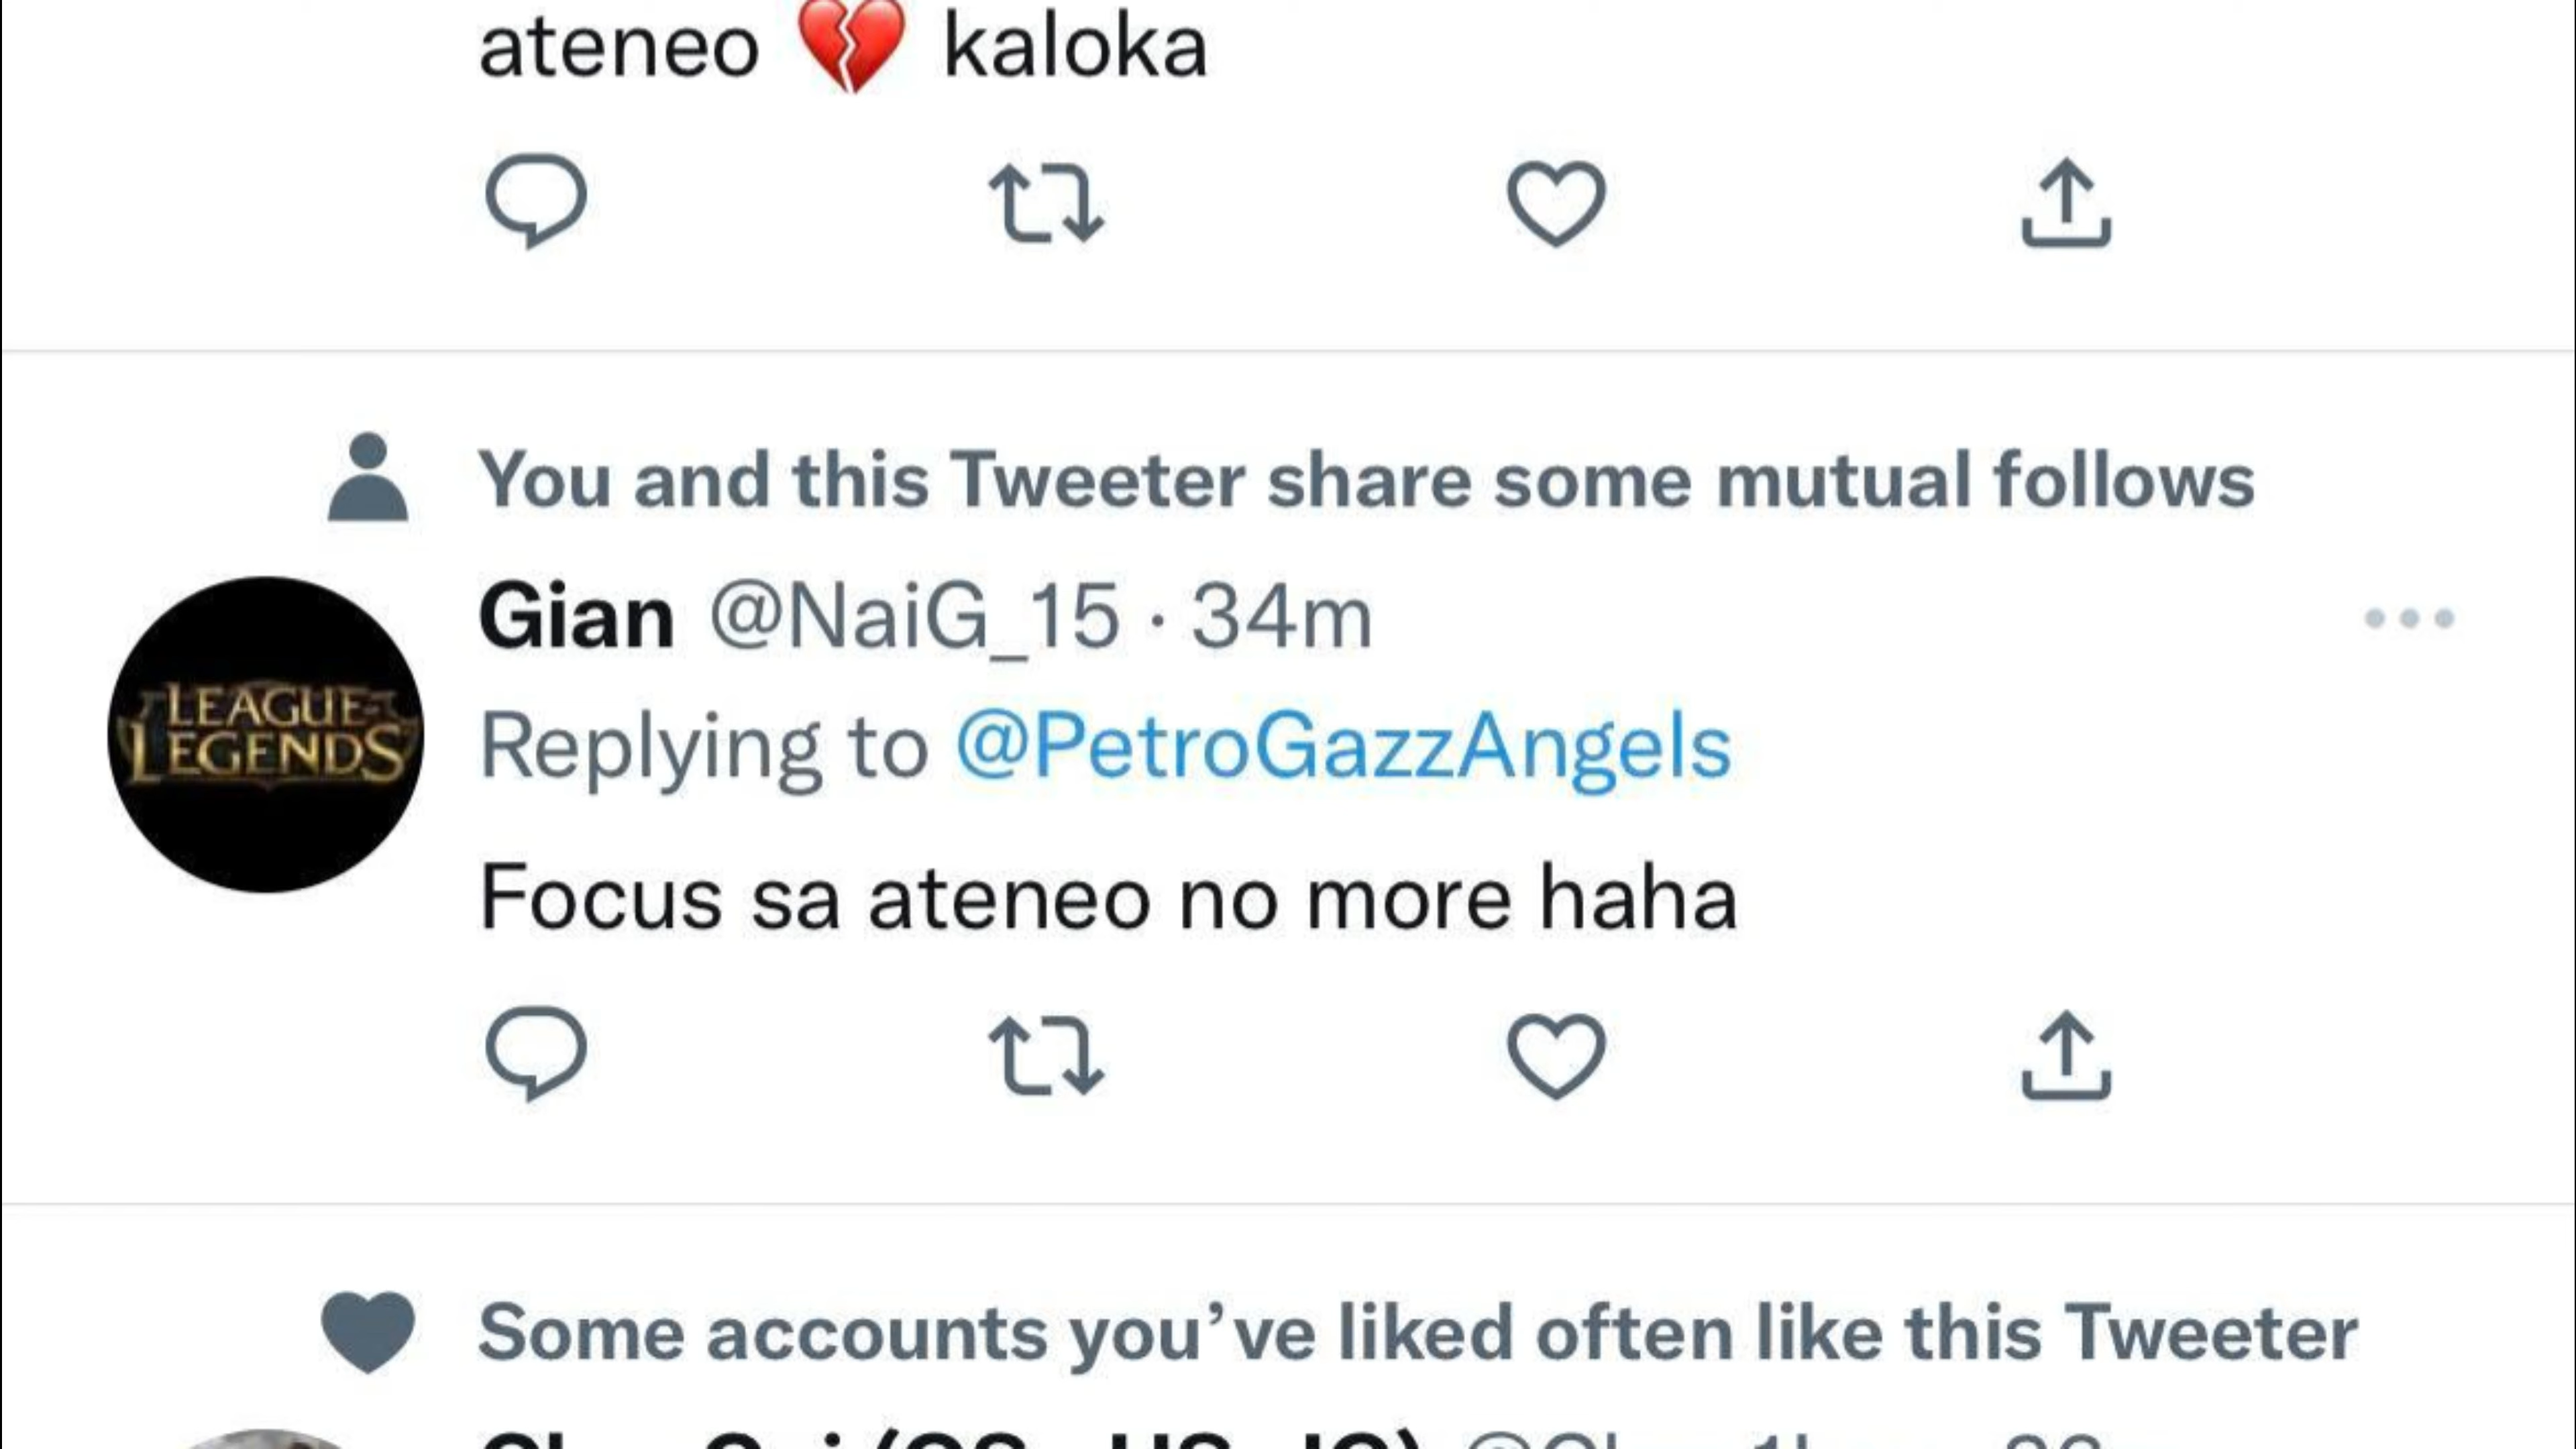 ateneo 💔 kaloka
You and this Tweeter share some mutual follows
Gian @NaiG_15 · 34m
Replying to @PetroGazzAngels
LEAGUE OF
LEGENDS
Focus sa ateneo no more haha
Some accounts you’ve liked often like this Tweeter